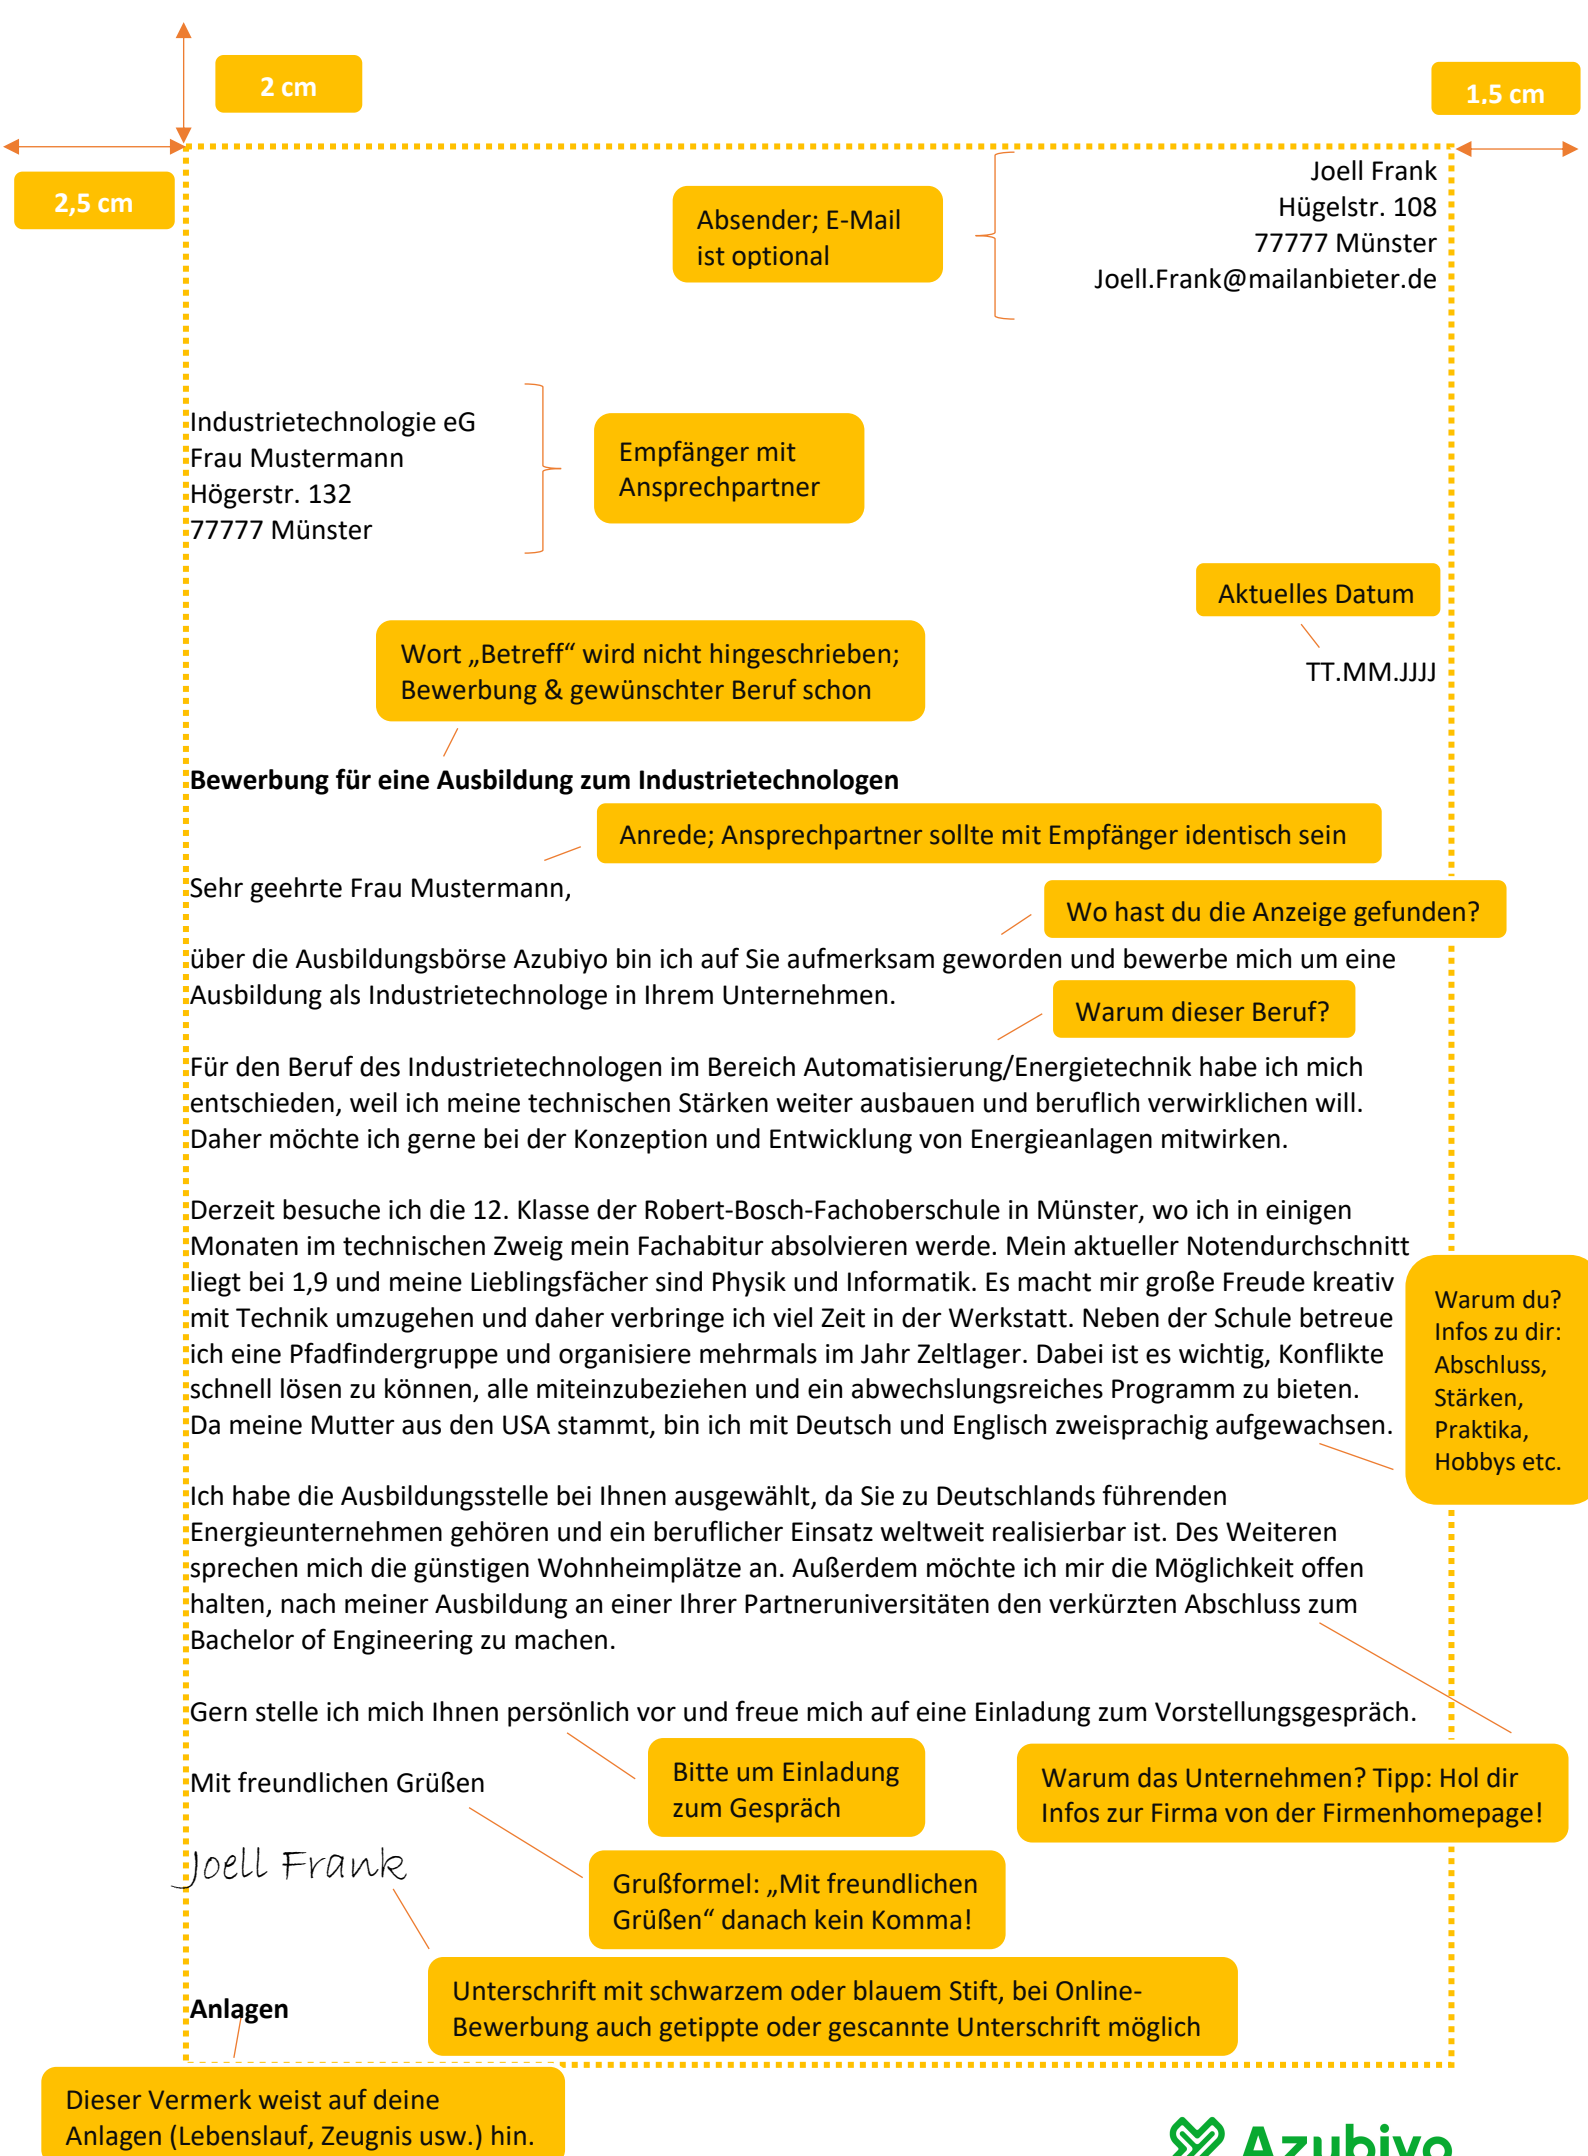 2 cm
1,5 cm
2,5 cm
Joell Frank
Hügelstr. 108
77777 Münster
Joell.Frank@mailanbieter.de
Absender; E-Mail
ist optional
Industrietechnologie eG
Frau Mustermann
Högerstr. 132
77777 Münster
Empfänger mit
Ansprechpartner
Aktuelles Datum
TT.MM.JJJJ
Wort „Betreff“ wird nicht hingeschrieben;
Bewerbung & gewünschter Beruf schon
Bewerbung für eine Ausbildung zum Industrietechnologen
Anrede; Ansprechpartner sollte mit Empfänger identisch sein
Sehr geehrte Frau Mustermann,
Wo hast du die Anzeige gefunden?
über die Ausbildungsbörse Azubiyo bin ich auf Sie aufmerksam geworden und bewerbe mich um eine
Ausbildung als Industrietechnologe in Ihrem Unternehmen.
Warum dieser Beruf?
Für den Beruf des Industrietechnologen im Bereich Automatisierung/Energietechnik habe ich mich
entschieden, weil ich meine technischen Stärken weiter ausbauen und beruflich verwirklichen will.
Daher möchte ich gerne bei der Konzeption und Entwicklung von Energieanlagen mitwirken.
Derzeit besuche ich die 12. Klasse der Robert-Bosch-Fachoberschule in Münster, wo ich in einigen
Monaten im technischen Zweig mein Fachabitur absolvieren werde. Mein aktueller Notendurchschnitt
liegt bei 1,9 und meine Lieblingsfächer sind Physik und Informatik. Es macht mir große Freude kreativ
mit Technik umzugehen und daher verbringe ich viel Zeit in der Werkstatt. Neben der Schule betreue
ich eine Pfadfindergruppe und organisiere mehrmals im Jahr Zeltlager. Dabei ist es wichtig, Konflikte
schnell lösen zu können, alle miteinzubeziehen und ein abwechslungsreiches Programm zu bieten.
Da meine Mutter aus den USA stammt, bin ich mit Deutsch und Englisch zweisprachig aufgewachsen.
Warum du?
Infos zu dir:
Abschluss,
Stärken,
Praktika,
Hobbys etc.
Ich habe die Ausbildungsstelle bei Ihnen ausgewählt, da Sie zu Deutschlands führenden
Energieunternehmen gehören und ein beruflicher Einsatz weltweit realisierbar ist. Des Weiteren
sprechen mich die günstigen Wohnheimplätze an. Außerdem möchte ich mir die Möglichkeit offen
halten, nach meiner Ausbildung an einer Ihrer Partneruniversitäten den verkürzten Abschluss zum
Bachelor of Engineering zu machen.
Gern stelle ich mich Ihnen persönlich vor und freue mich auf eine Einladung zum Vorstellungsgespräch.
Bitte um Einladung
zum Gespräch
Warum das Unternehmen? Tipp: Hol dir
Infos zur Firma von der Firmenhomepage!
Mit freundlichen Grüßen
Joell Frank
Grußformel: „Mit freundlichen
Grüßen“ danach kein Komma!
Unterschrift mit schwarzem oder blauem Stift, bei Online-
Bewerbung auch getippte oder gescannte Unterschrift möglich
Anlagen
Dieser Vermerk weist auf deine
Anlagen (Lebenslauf, Zeugnis usw.) hin.
Azubiyo